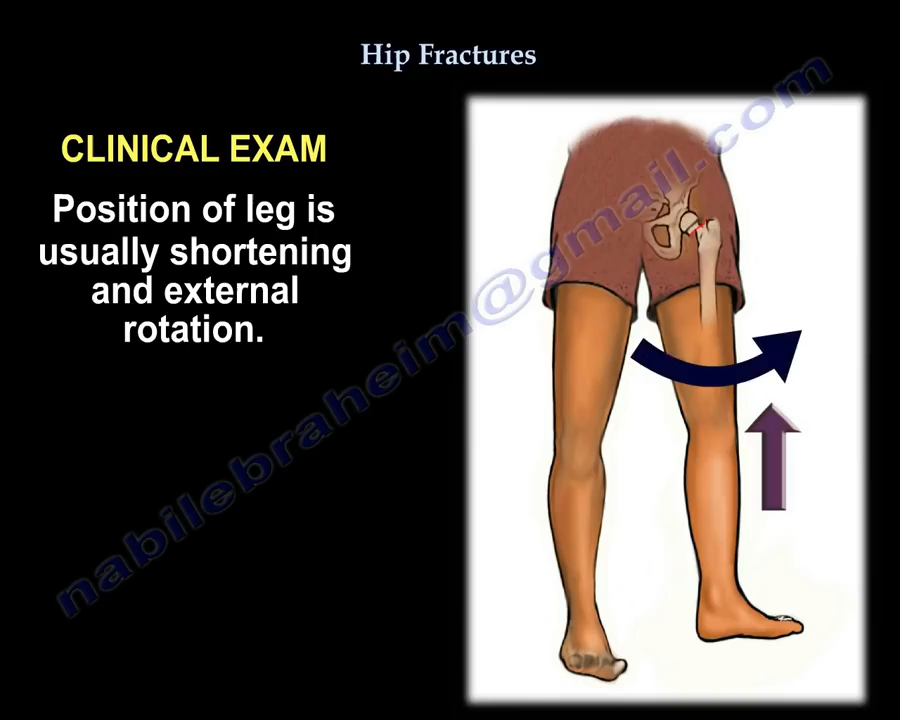 Hip Fractures
CLINICAL EXAM
Position of leg is
usually shortening
and external
rotation.
nabilebraheim@gmail.com